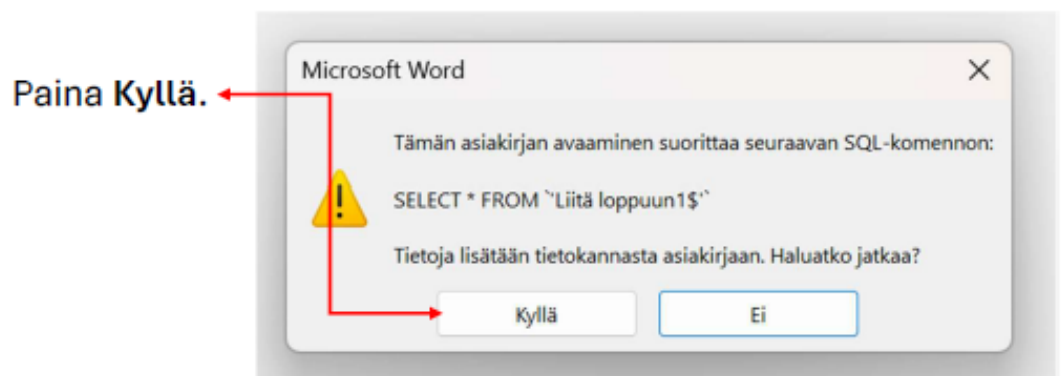 Microsoft Word
Paina Kyllä.
Tämän asiakirjan avaaminen suorittaa seuraavan SQL-komennon:
SELECT * FROM `'Liitä loppuun1$'`
Tietoja lisätään tietokannasta asiakirjaan. Haluatko jatkaa?
Kyllä
Ei